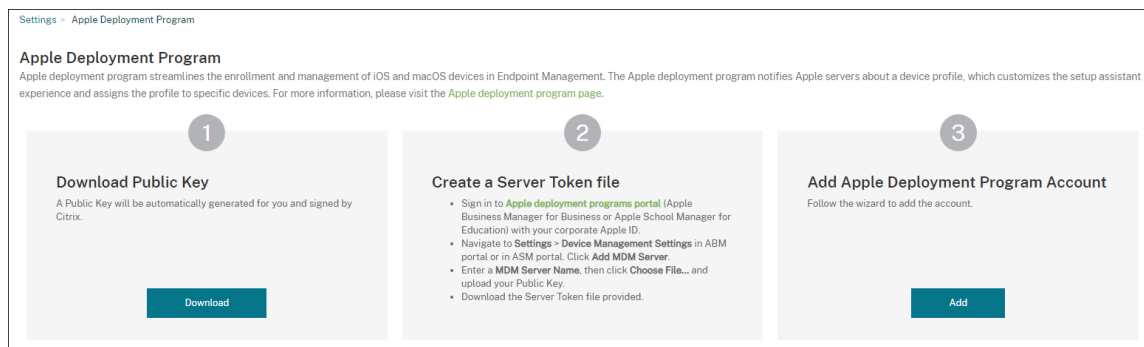 Settings > Apple Deployment Program
Apple Deployment Program
Apple deployment program streamlines the enrollment and management of iOS and macOS devices in Endpoint Management. The Apple deployment program notifies Apple servers about a device profile, which customizes the setup assistant
experience and assigns the profile to specific devices. For more information, please visit the Apple deployment program page.
1
Download Public Key
A Public Key will be automatically generated for you and signed by
Citrix.
Download
2
Create a Server Token file
• Sign in to Apple deployment programs portal (Apple
Business Manager for Business or Apple School Manager for
Education) with your corporate Apple ID.
• Navigate to Settings > Device Management Settings in ABM
portal or in ASM portal. Click Add MDM Server.
• Enter a MDM Server Name, then click Choose File... and
upload your Public Key.
• Download the Server Token file provided.
3
Add Apple Deployment Program Account
Follow the wizard to add the account.
Add